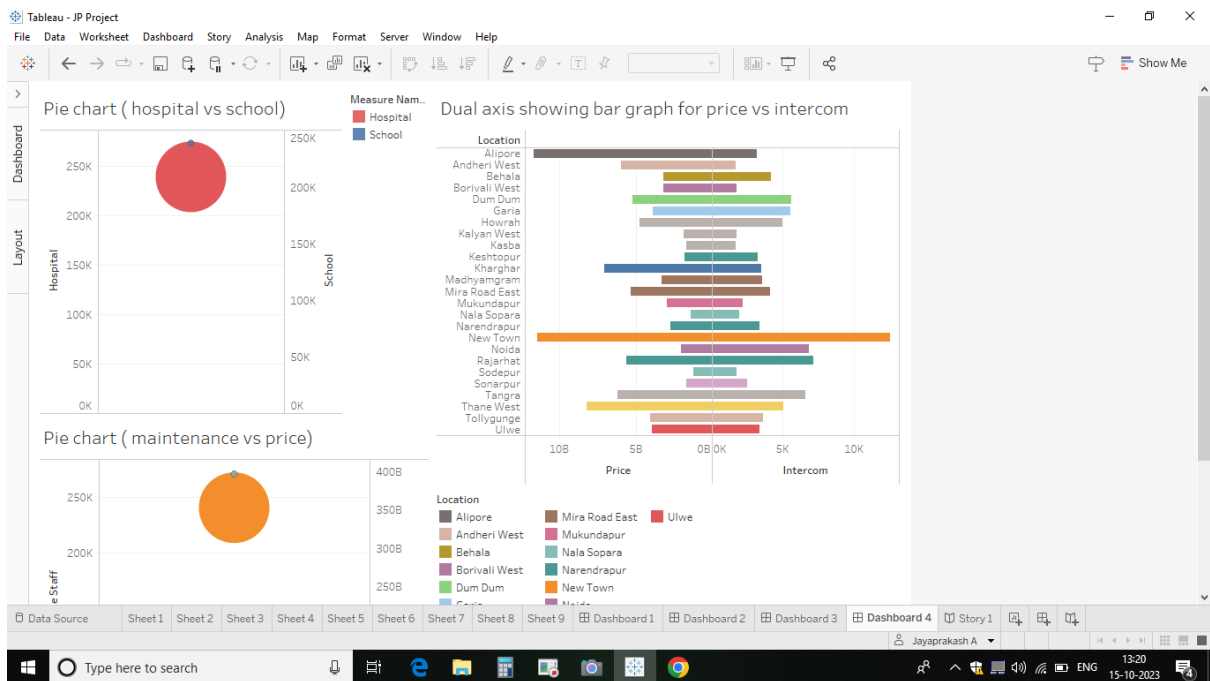 Tableau - JP Project
File Data Worksheet Dashboard Story Analysis Map Format Server Window Help
Show Me
Dashboard
Layout
Pie chart ( hospital vs school)
Hospital
250K
200K
150K
100K
50K
0K
250K
200K
150K
100K
50K
0K
School
Measure Nam..
Hospital
School
Pie chart ( maintenance vs price)
e Staff
250K
200K
400B
350B
300B
250B
Dual axis showing bar graph for price vs intercom
Location
Alipore
Andheri West
Behala
Borivali West
Dum Dum
Garia
Howrah
Kalyan West
Kasba
Keshtopur
Kharghar
Madhyamgram
Mira Road East
Mukundapur
Nala Sopara
Narendrapur
New Town
Noida
Rajarhat
Sodepur
Sonarpur
Tangra
Thane West
Tollygunge
Ulwe
10B 5B 0B 0K 5K 10K
Price Intercom
Location
Alipore Mira Road East Ulwe
Andheri West Mukundapur
Behala Nala Sopara
Borivali West Narendrapur
Dum Dum New Town
Garia Noida
Data Source Sheet 1 Sheet 2 Sheet 3 Sheet 4 Sheet 5 Sheet 6 Sheet 7 Sheet 8 Sheet 9 Dashboard 1 Dashboard 2 Dashboard 3 Dashboard 4 Story 1
Jayaprakash A
Type here to search
ENG
13:20
15-10-2023
4